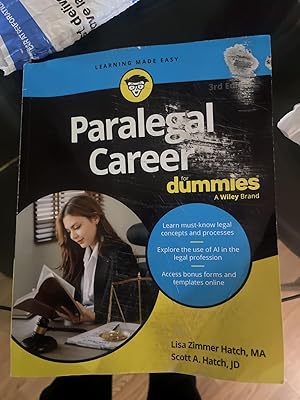 LEARNING MADE EASY
3rd Edition
Paralegal
Career
for
dummies
A Wiley Brand
Learn must-know legal
concepts and processes
Explore the use of AI in the
legal profession
Access bonus forms and
templates online
Lisa Zimmer Hatch, MA
Scott A. Hatch, JD